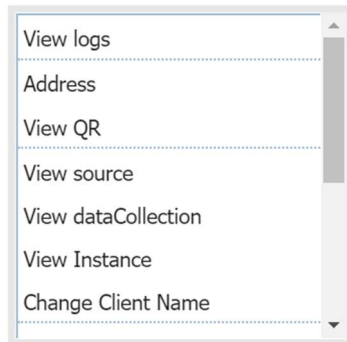 View logs
Address
View QR
View source
View dataCollection
View Instance
Change Client Name